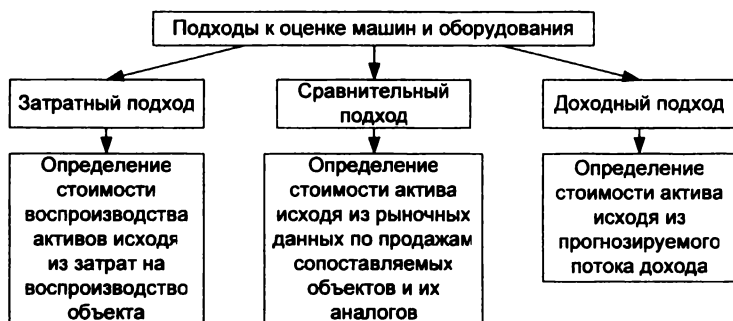 Подходы к оценке машин и оборудования
Затратный подход
Сравнительный
подход
Доходный подход
Определение
стоимости
воспроизводства
активов исходя
из затрат на
воспроизводство
объекта
Определение
стоимости актива
исходя из рыночных
данных по продажам
сопоставляемых
объектов и их
аналогов
Определение
стоимости актива
исходя из
прогнозируемого
потока дохода